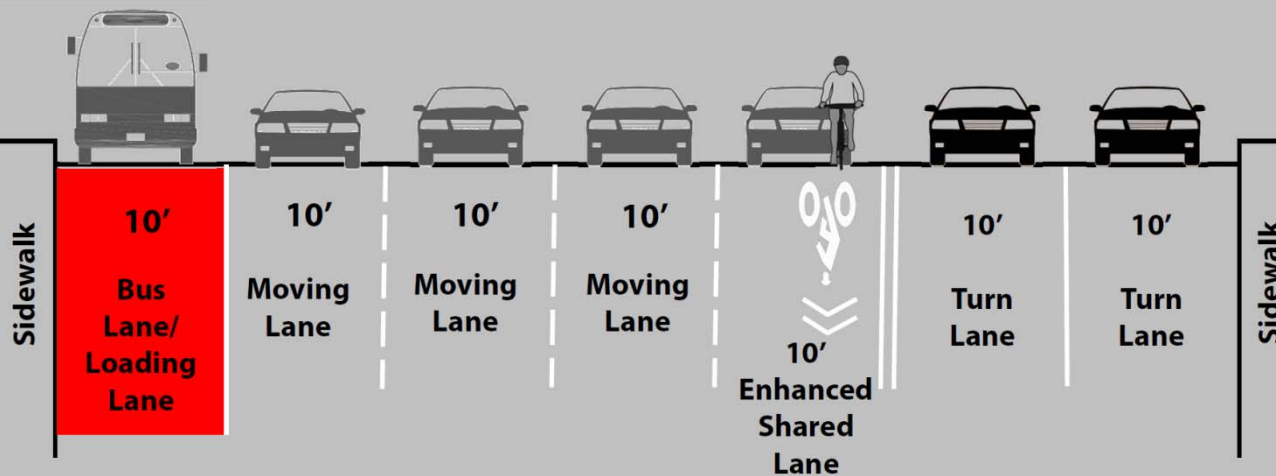 Sidewalk
10’
Bus
Lane/
Loading
Lane
10’
Moving
Lane
10’
Moving
Lane
10’
Moving
Lane
10’
Enhanced
Shared
Lane
10’
Turn
Lane
10’
Turn
Lane
Sidewalk